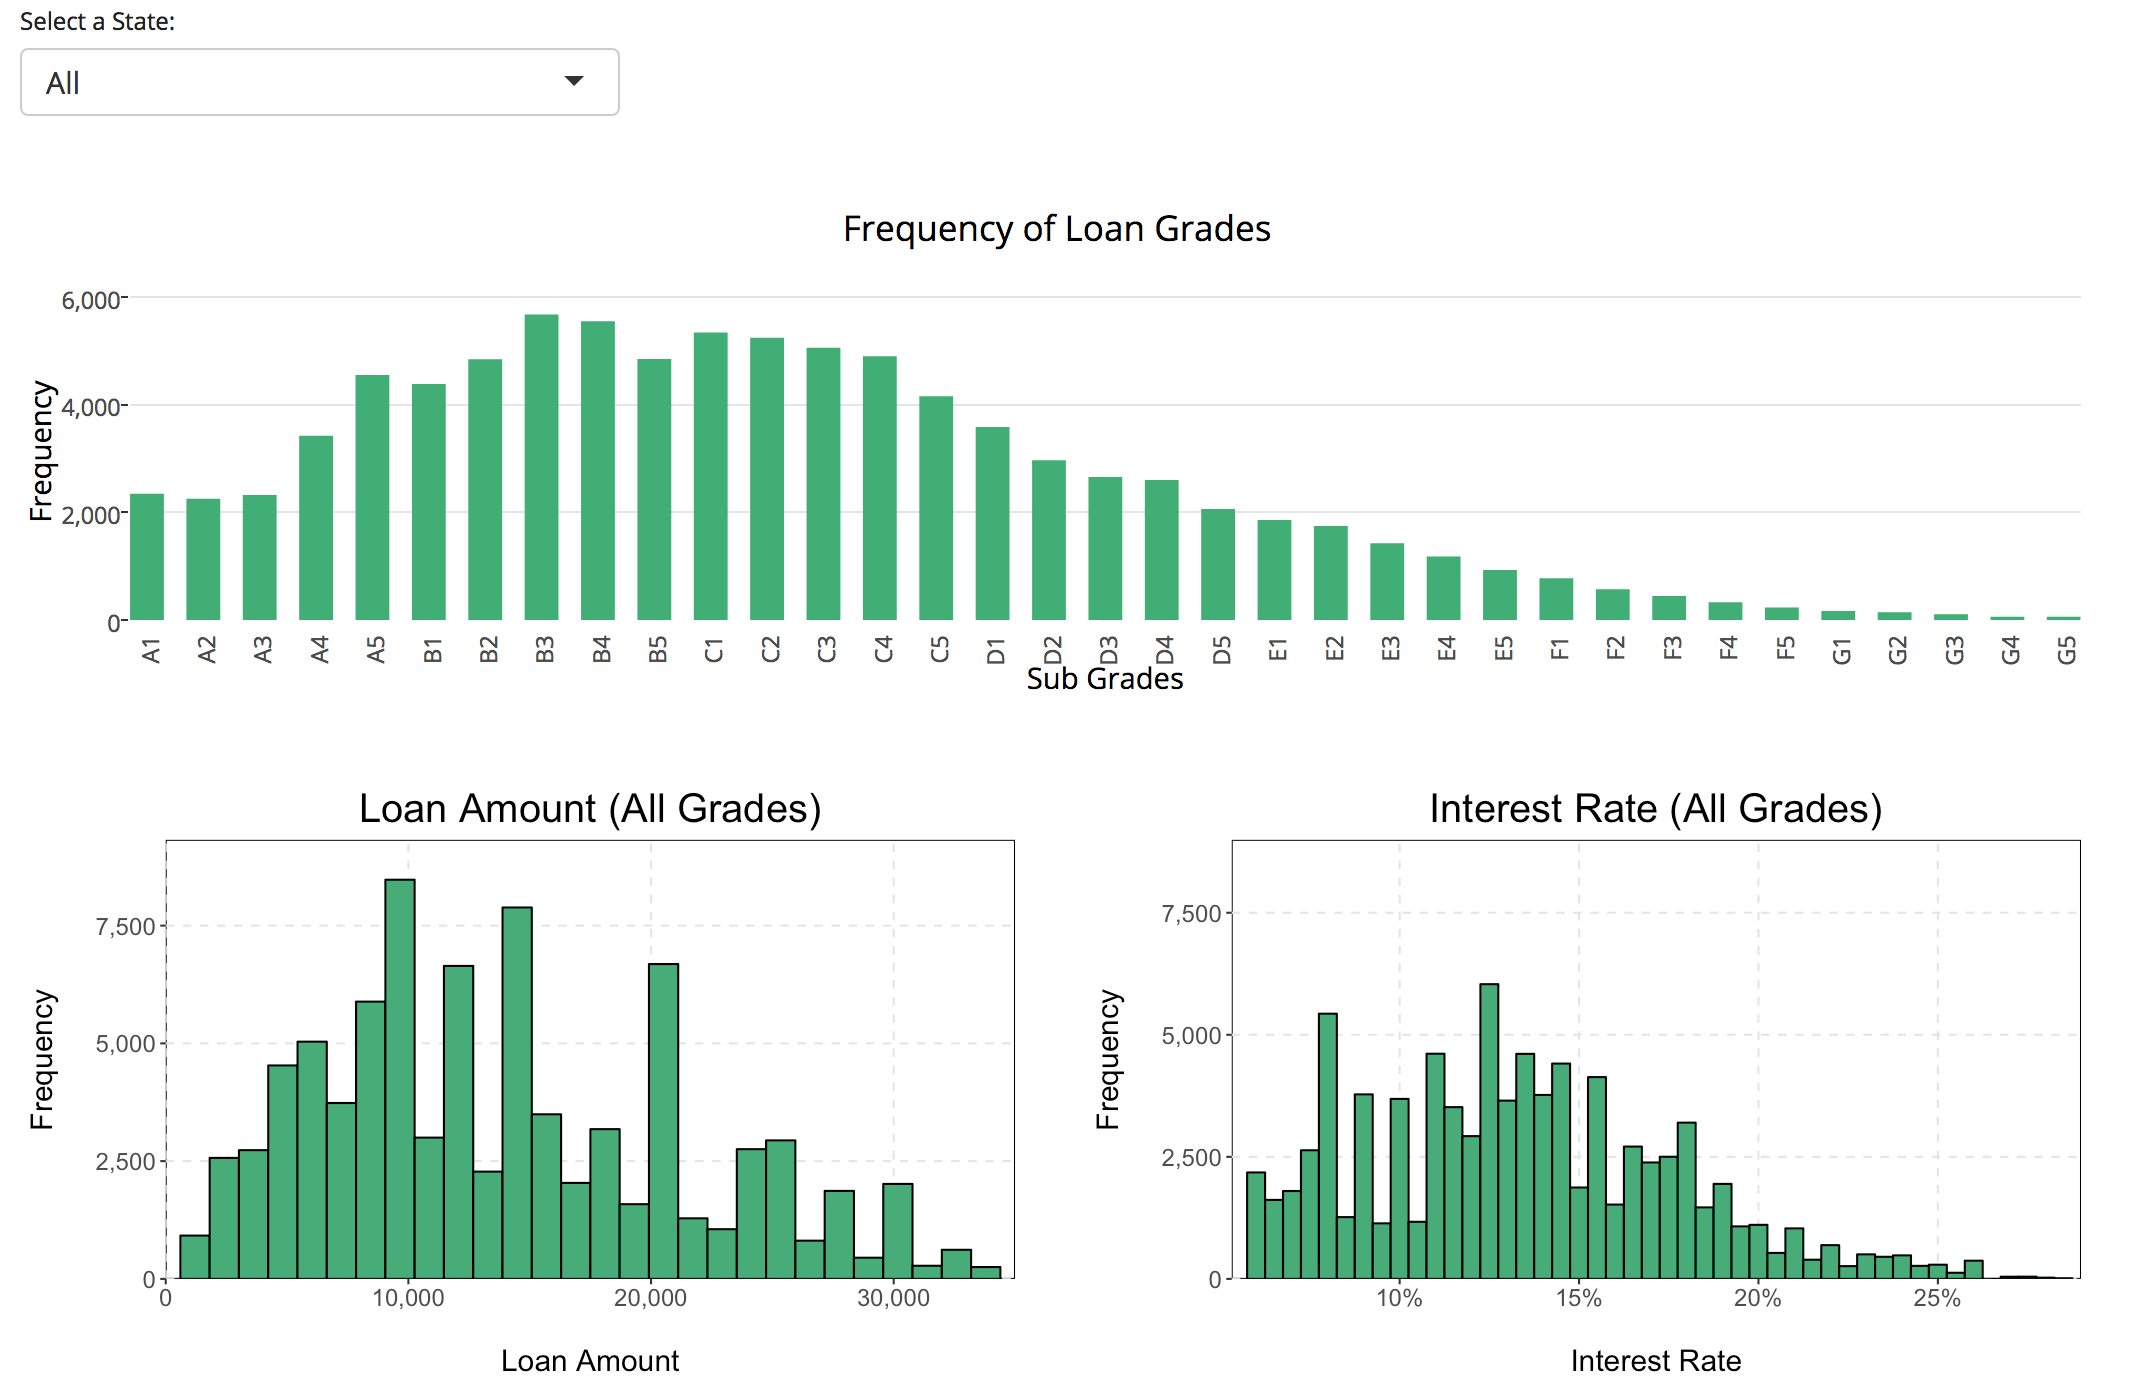 Select a State:
All
Frequency of Loan Grades
Frequency
6,000
4,000
2,000
0
A1 A2 A3 A4 A5 B1 B2 B3 B4 B5 C1 C2 C3 C4 C5 D1 D2 D3 D4 D5 E1 E2 E3 E4 E5 F1 F2 F3 F4 F5 G1 G2 G3 G4 G5
Sub Grades
Loan Amount (All Grades)
Frequency
7,500
5,000
2,500
0
0 10,000 20,000 30,000
Loan Amount
Interest Rate (All Grades)
Frequency
7,500
5,000
2,500
0
10% 15% 20% 25%
Interest Rate